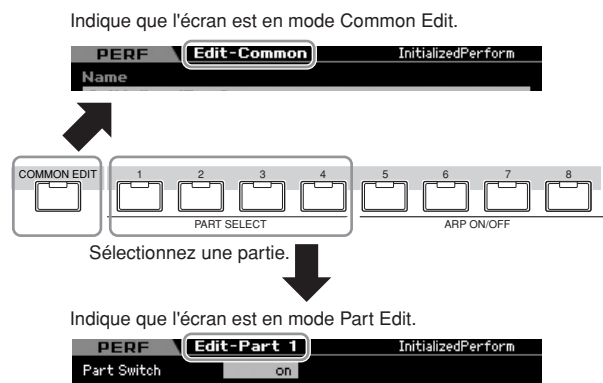 Indique que l'écran est en mode Common Edit.
PERF Edit-Common InitializedPerform
Name
COMMON EDIT 1 2 3 4 5 6 7 8
PART SELECT ARP ON/OFF
Sélectionnez une partie.
Indique que l'écran est en mode Part Edit.
PERF Edit-Part 1 InitializedPerform
Part Switch on